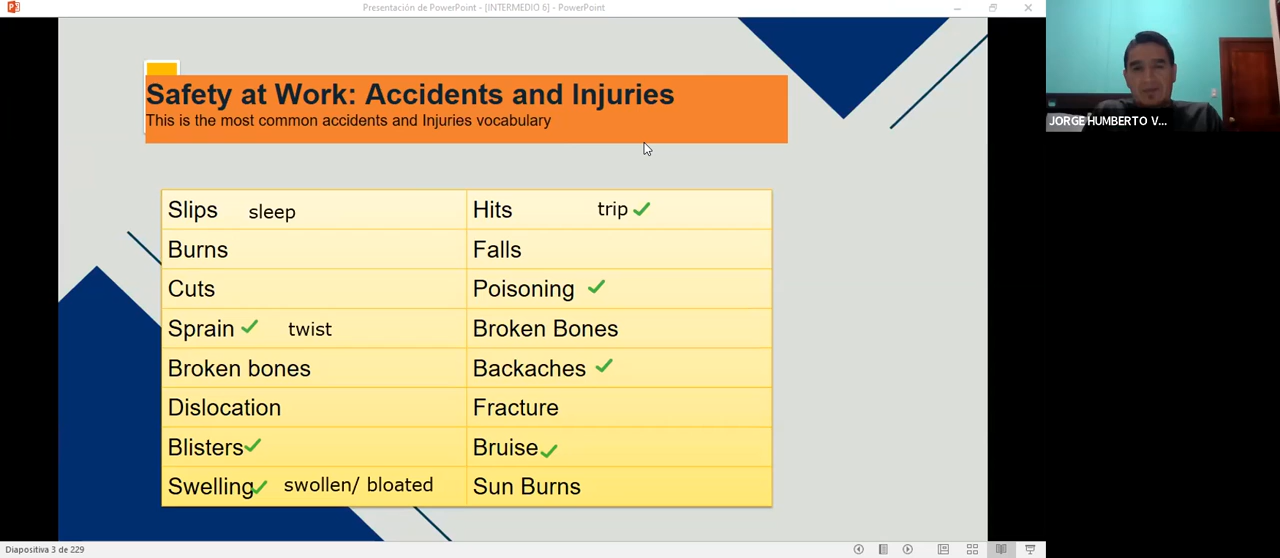 Presentación de PowerPoint - [INTERMEDIO 6] - PowerPoint
Safety at Work: Accidents and Injuries
This is the most common accidents and Injuries vocabulary
JORGE HUMBERTO V...
Slips sleep Hits trip
Burns Falls
Cuts Poisoning
Sprain twist Broken Bones
Broken bones Backaches
Dislocation Fracture
Blisters Bruise
Swelling swollen/ bloated Sun Burns
Diapositiva 3 de 229